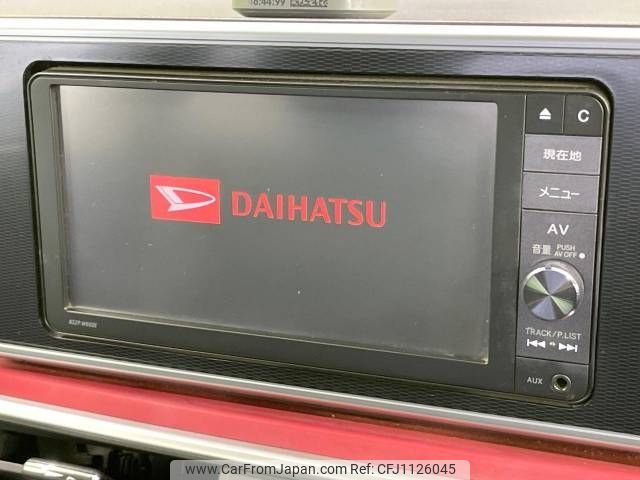 C
現在地
DAIHATSU
メニュー
AV
音量 PUSH AV OFF
TRACK/P.LIST
AUX
www.CarFromJapan.com | CFJ1126045